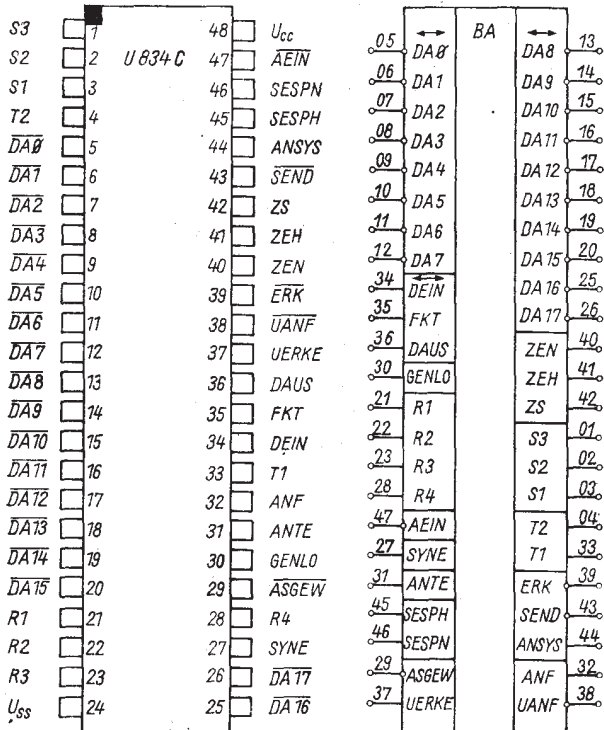 S3 1 U834C 48 Ucc
S2 2 47 AEIN
S1 3 46 SESPN
T2 4 45 SESPH
DA0 5 44 ANSYS
DA1 6 43 SEND
DA2 7 42 ZS
DA3 8 41 ZEH
DA4 9 40 ZEN
DA5 10 39 ERK
DA6 11 38 UANF
DA7 12 37 UERKE
DA8 13 36 DAUS
DA9 14 35 FKT
DA10 15 34 DEIN
DA11 16 33 T1
DA12 17 32 ANF
DA13 18 31 ANTE
DA14 19 30 GENLO
DA15 20 29 ASGEW
R1 21 28 R4
R2 22 27 SYNE
R3 23 26 DA17
Uss 24 25 DA16
BA
05 DA0
06 DA1
07 DA2
08 DA3
09 DA4
10 DA5
11 DA6
12 DA7
34 DEIN
35 FKT
36 DAUS
30 GENLO
21 R1
22 R2
23 R3
28 R4
47 AEIN
27 SYNE
31 ANTE
45 SESPH
46 SESPN
29 ASGEW
37 UERKE
DA8 13
DA9 14
DA10 15
DA11 16
DA12 17
DA13 18
DA14 19
DA15 20
DA16 25
DA17 26
ZEN 40
ZEH 41
ZS 42
S3 01
S2 02
S1 03
T2 04
T1 33
ERK 39
SEND 43
ANSYS 44
ANF 32
UANF 38